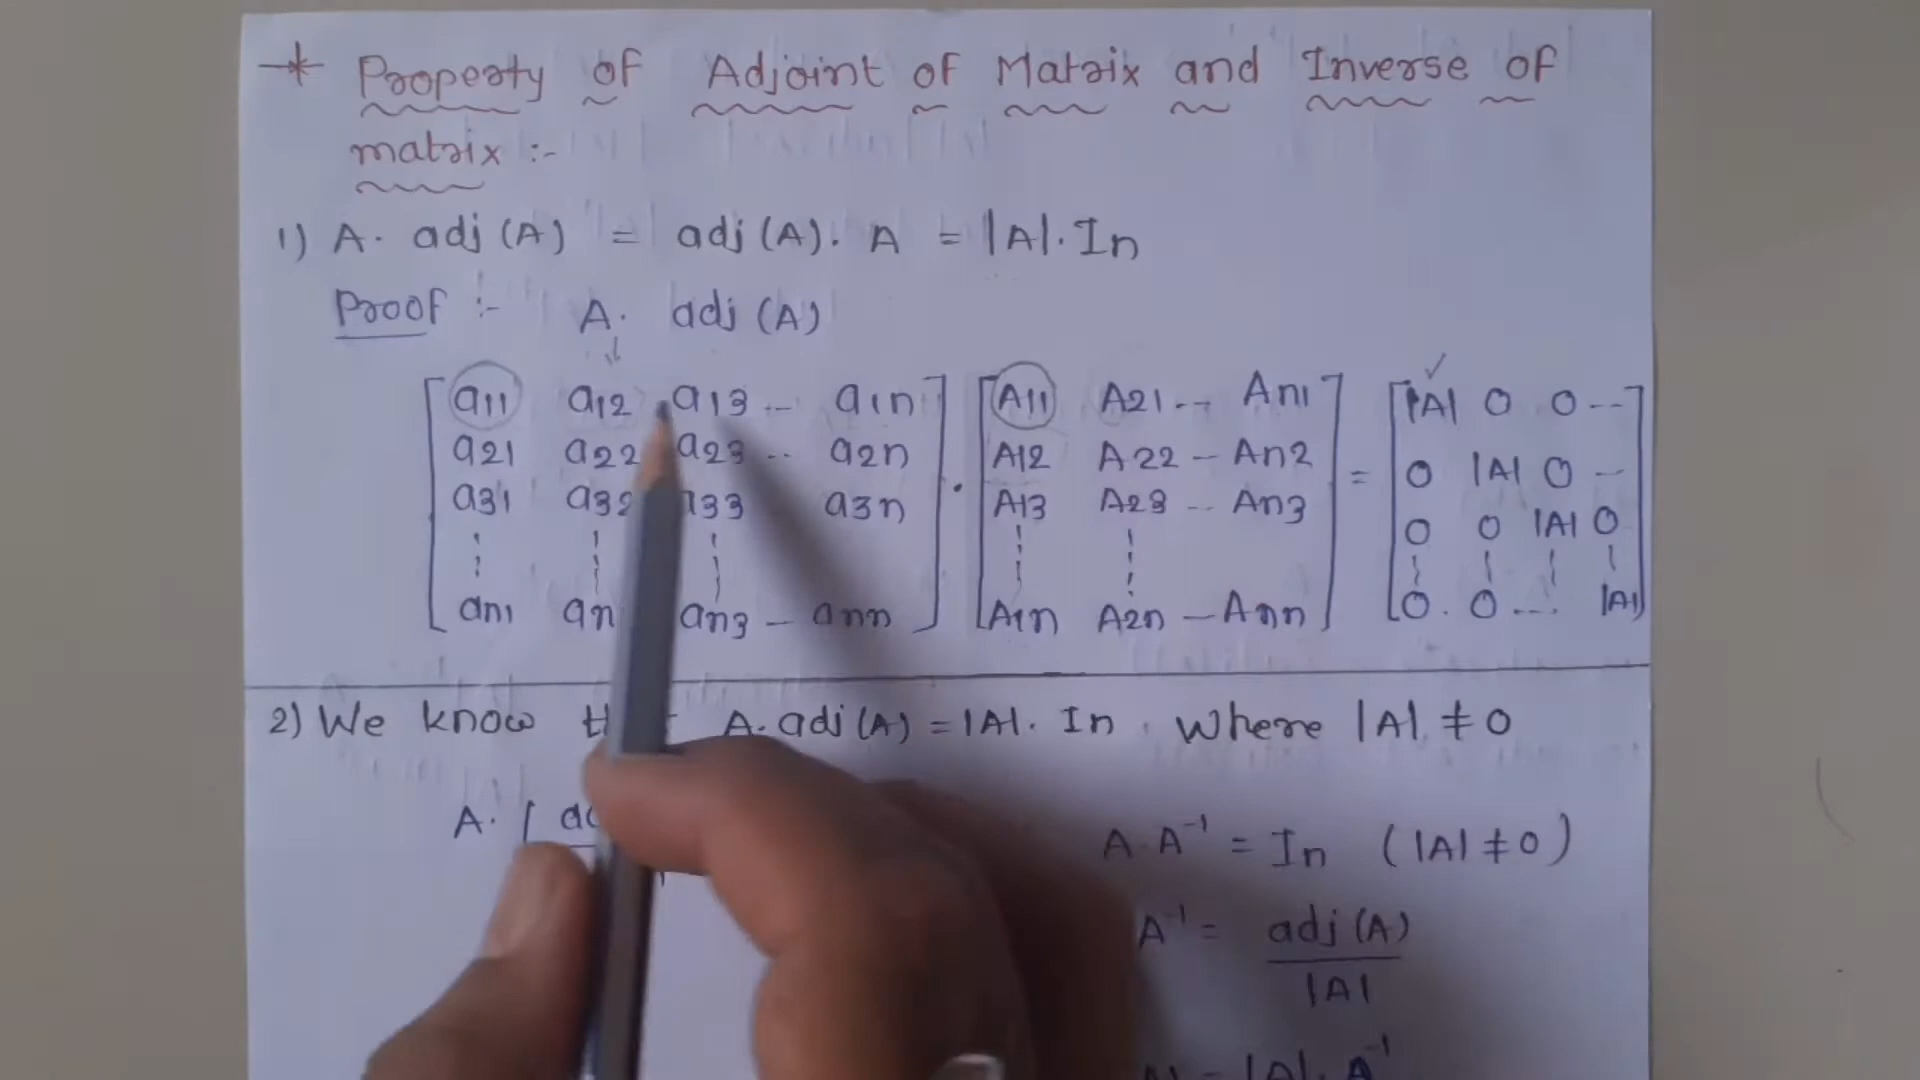 * Property of Adjoint of Matrix and Inverse of
matrix :-
1) A. adj (A) = adj (A). A = |A|. In
Proof :- A. adj (A)
[a11 a12 a13 -- a1n] . [A11 A21 -- An1] = [|A| 0 0 --]
[a21 a22 a23 -- a2n] [A12 A22 - An2] [0 |A| 0 -]
[a31 a32 a33 a3n] [A13 A23 -- An3] [0 0 |A| 0]
[an1 an3 - ann] [A1n A2n - Ann] [0 . 0 --- |A|]
2) We know A. adj (A) = |A|. In . Where |A| ≠ 0
A. [ A. A⁻¹ = In (|A| ≠ 0)
A⁻¹ = adj (A)
|A|
= |A|. A⁻¹